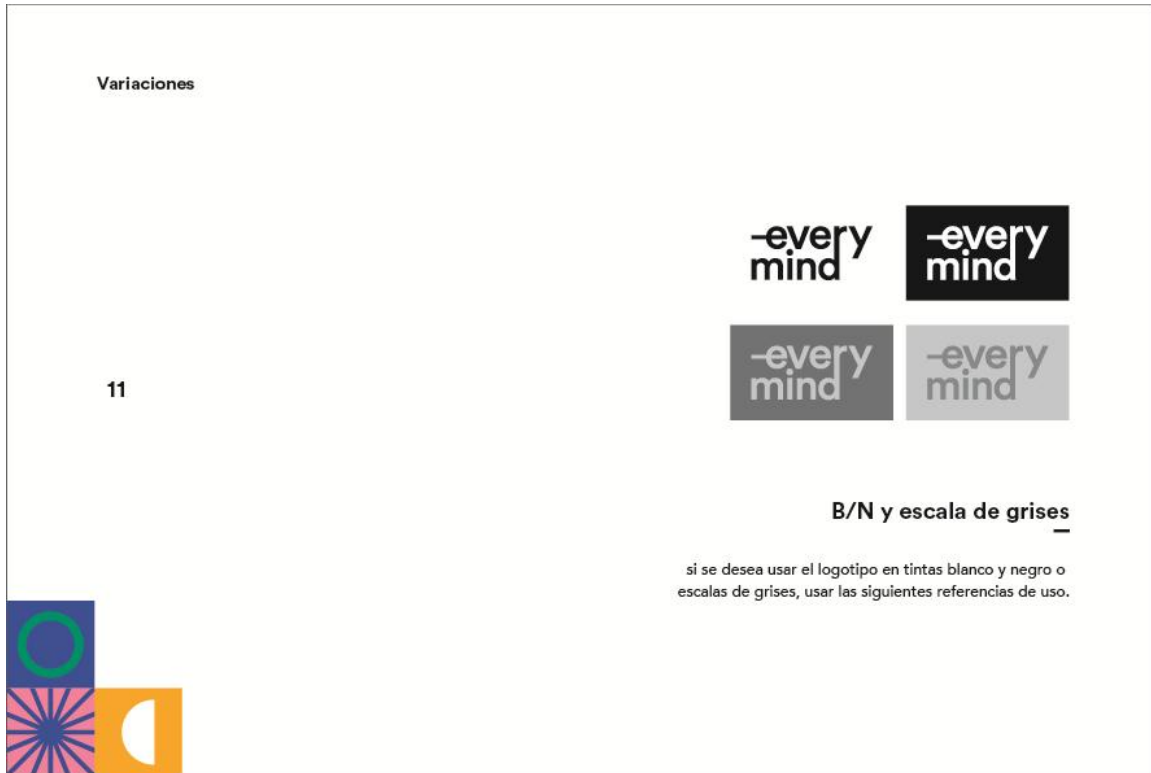 Variaciones
-every
mind
-every
mind
-every
mind
-every
mind
11
B/N y escala de grises
si se desea usar el logotipo en tintas blanco y negro o
escalas de grises, usar las siguientes referencias de uso.